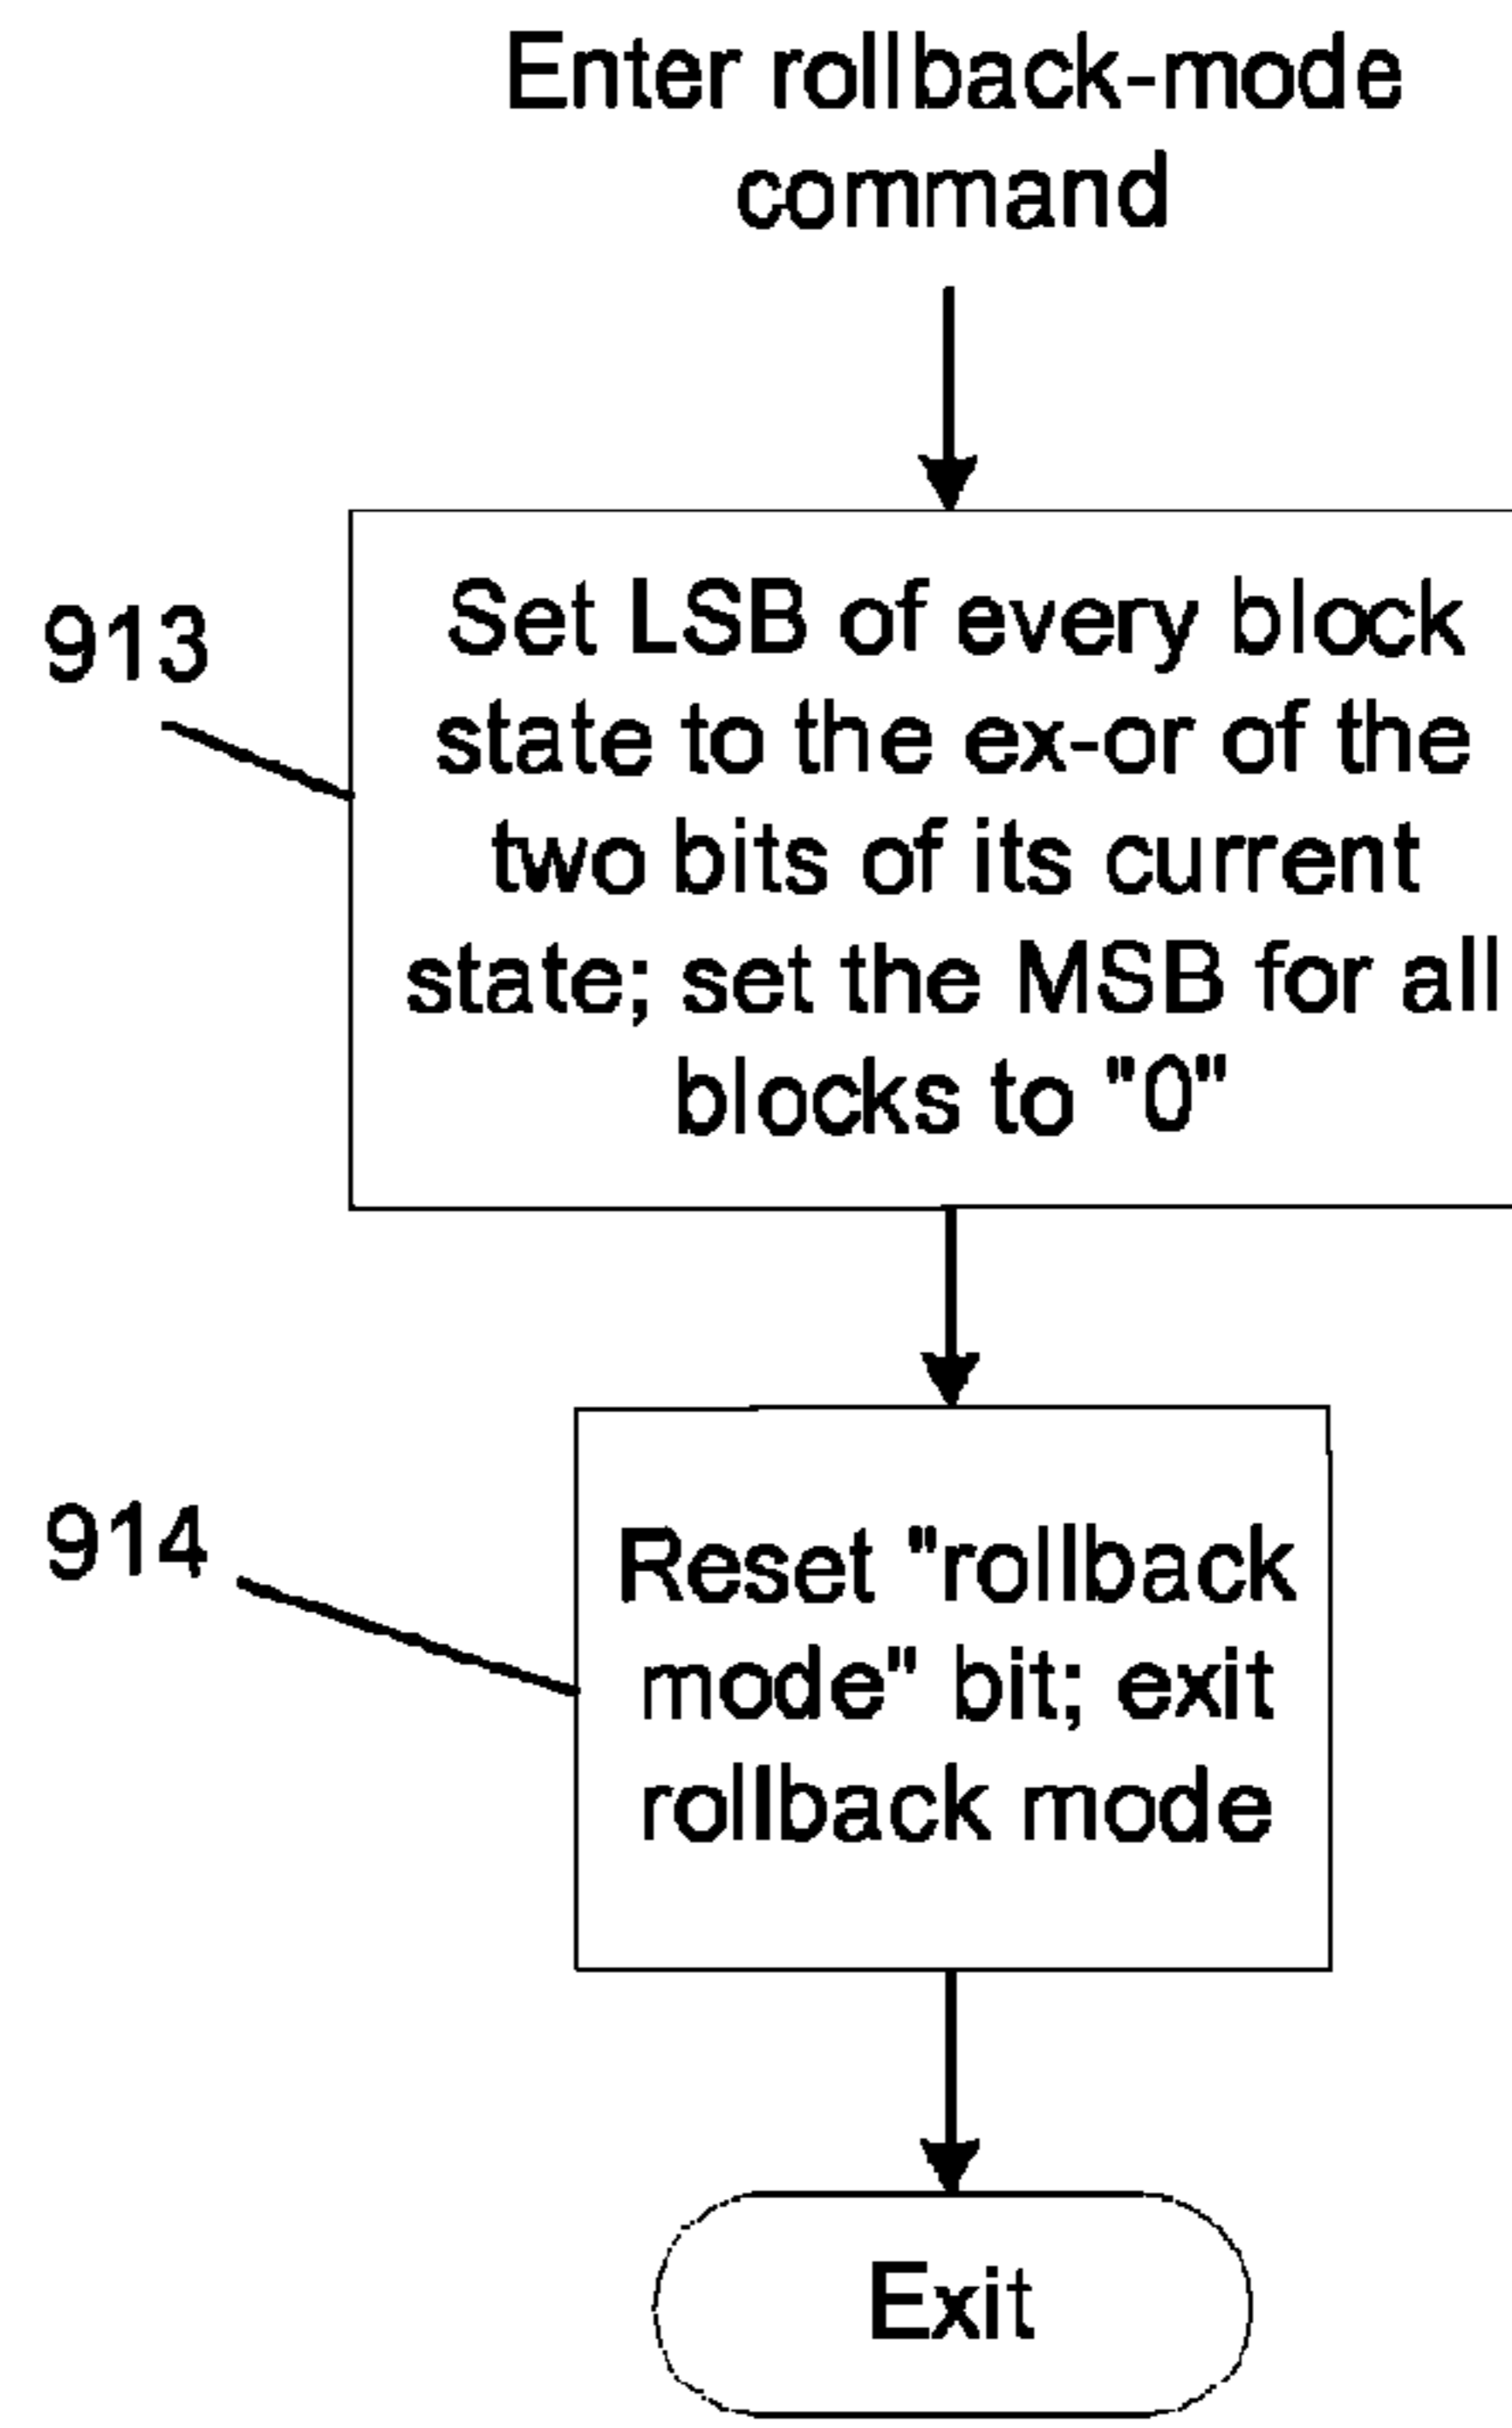 Enter rollback-mode
command
913
Set LSB of every block
state to the ex-or of the
two bits of its current
state; set the MSB for all
blocks to "0"
914
Reset "rollback
mode" bit; exit
rollback mode
Exit